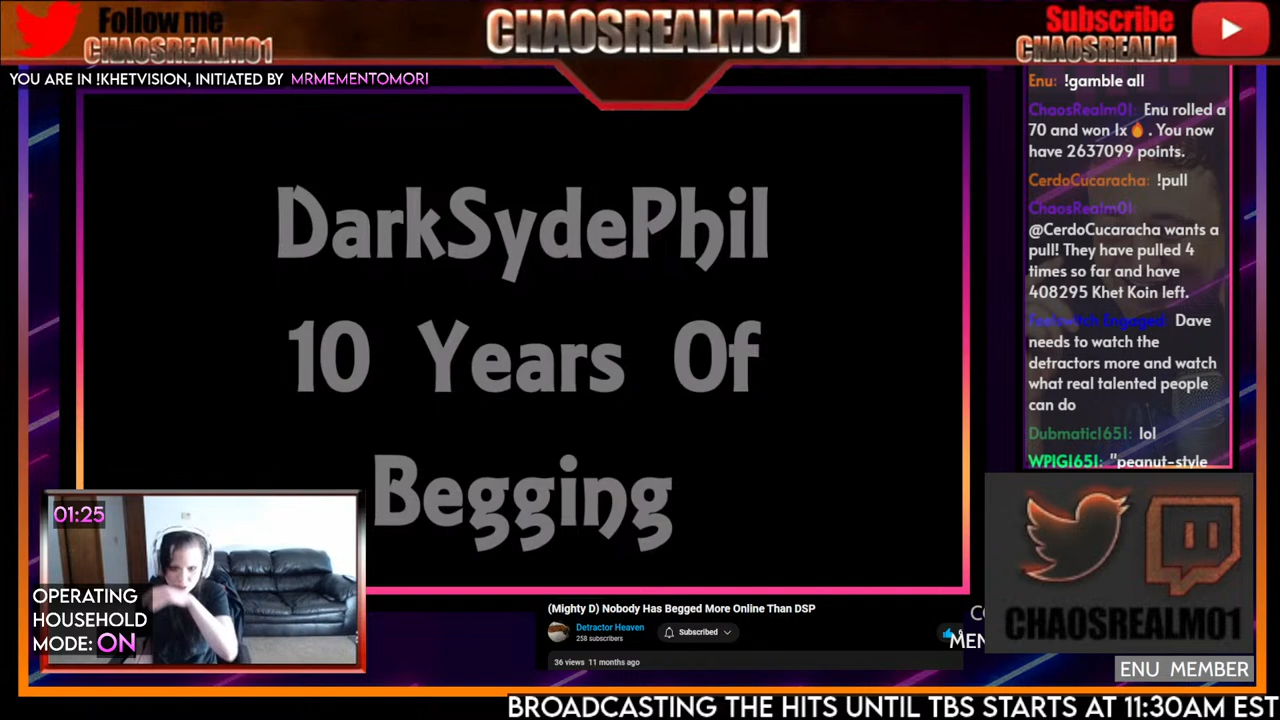 Follow me
CHAOSREALM01
CHAOSREALM01
Subscribe
CHAOSREALM
YOU ARE IN !KHETVISION, INITIATED BY MRMEMENTOMORI
DarkSydePhil
10 Years Of
Begging
Enu: !gamble all
ChaosRealm01: Enu rolled a
70 and won 1x🔥. You now
have 2637099 points.
CerdoCucaracha: !pull
ChaosRealm01:
@CerdoCucaracha wants a
pull! They have pulled 4
times so far and have
408295 Khet Koin left.
Engaged: Dave
needs to watch the
detractors more and watch
what real talented people
can do
Dubmatic1651: lol
WPIG1651: "peanut-style
01:25
OPERATING
HOUSEHOLD
MODE: ON
(Mighty D) Nobody Has Begged More Online Than DSP
Detractor Heaven
258 subscribers
Subscribed
36 views 11 months ago
CHAOSREALM01
ENU MEMBER
BROADCASTING THE HITS UNTIL TBS STARTS AT 11:30AM EST